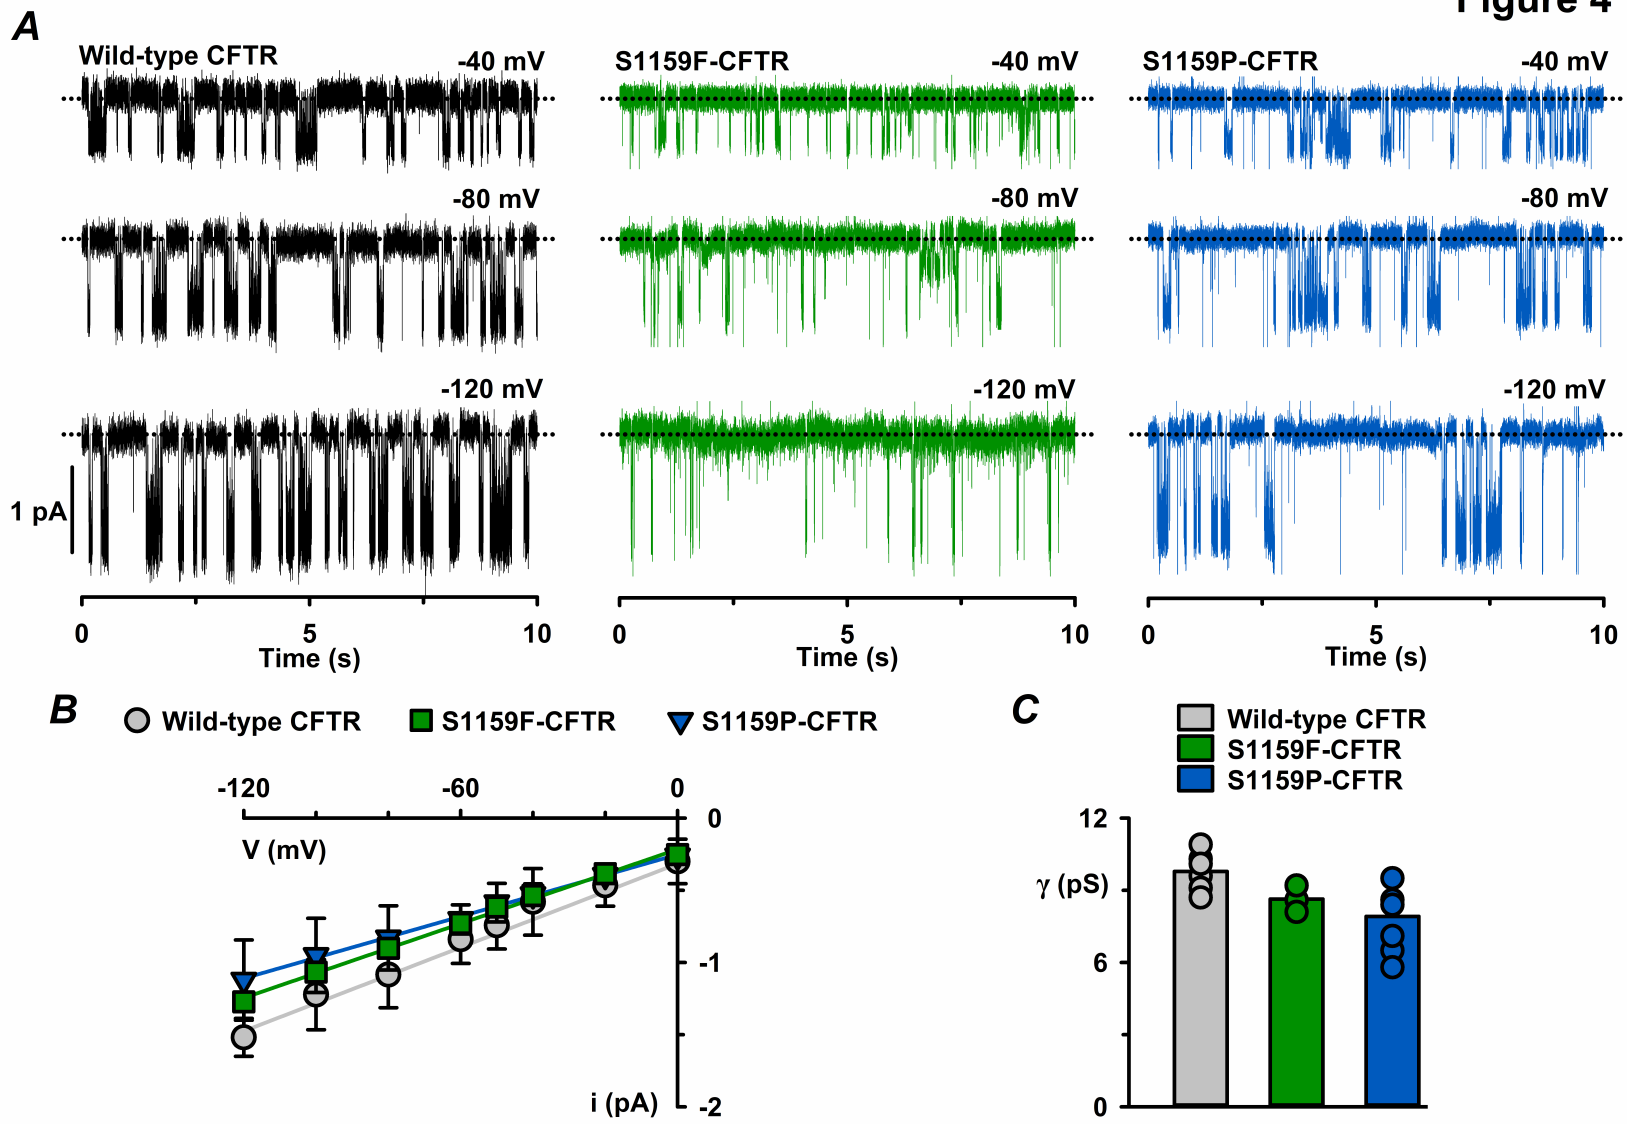 Figure 4
A
Wild-type CFTR
-40 mV
S1159F-CFTR
-40 mV
S1159P-CFTR
-40 mV
-80 mV
-80 mV
-80 mV
-120 mV
-120 mV
-120 mV
1 pA
0 5 10
0 5 10
0 5 10
Time (s)
Time (s)
Time (s)
B
Wild-type CFTR
S1159F-CFTR
S1159P-CFTR
-120 -60 0
0
V (mV)
-1
i (pA)
-2
C
Wild-type CFTR
S1159F-CFTR
S1159P-CFTR
12
γ (pS)
6
0